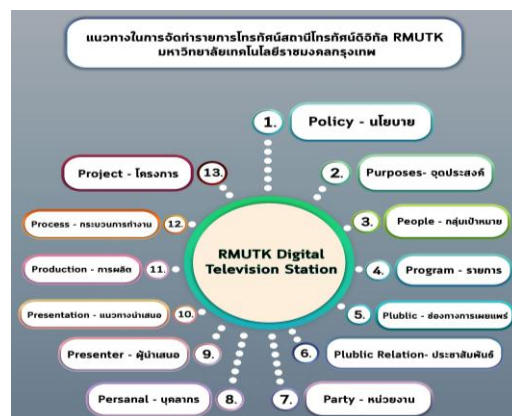 แนวทางในการจัดทำรายการโทรทัศน์สถานีโทรทัศน์ดิจิทัล RMUTK
มหาวิทยาลัยเทคโนโลยีราชมงคลกรุงเทพ
1. Policy - นโยบาย
2. Purposes- จุดประสงค์
3. People - กลุ่มเป้าหมาย
4. Program - รายการ
5. Plublic - ช่องทางการเผยแพร่
6. Plublic Relation- ประชาสัมพันธ์
7. Party - หน่วยงาน
8. Persanal - บุคลากร
9. Presenter - ผู้นำเสนอ
10. Presentation - แนวทางนำเสนอ
11. Production - การผลิต
12. Process - กระบวนการทำงาน
13. Project - โครงการ
RMUTK Digital
Television Station